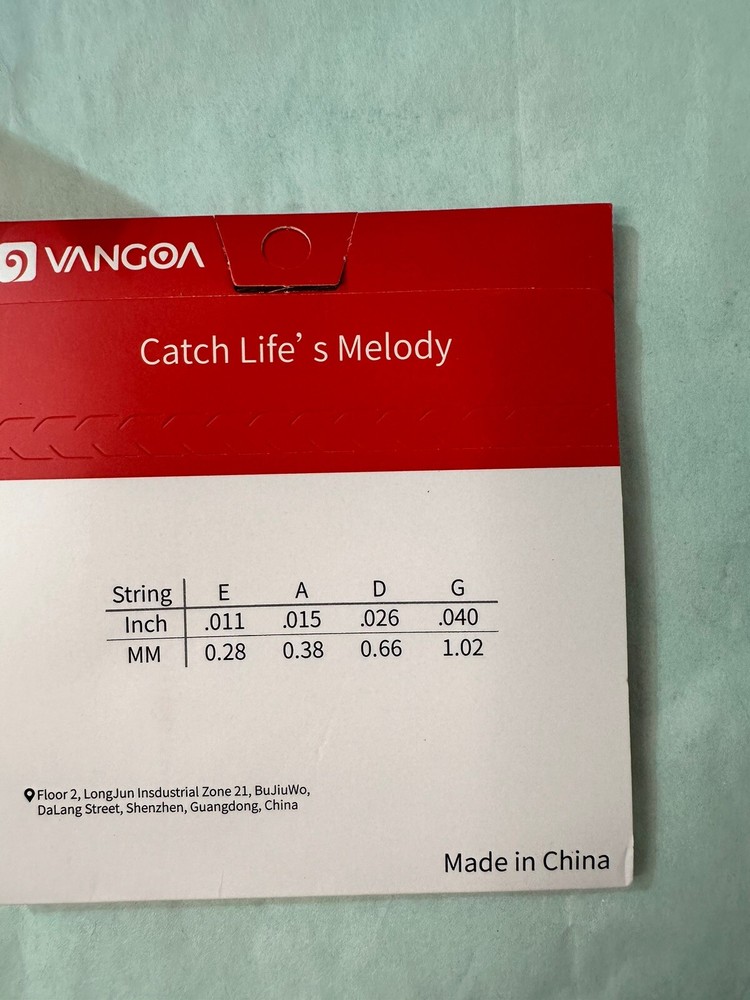 VANGOA
Catch Life’ s Melody
String E A D G
Inch .011 .015 .026 .040
MM 0.28 0.38 0.66 1.02
Floor 2, LongJun Insdustrial Zone 21, BuJiuWo,
DaLang Street, Shenzhen, Guangdong, China
Made in China